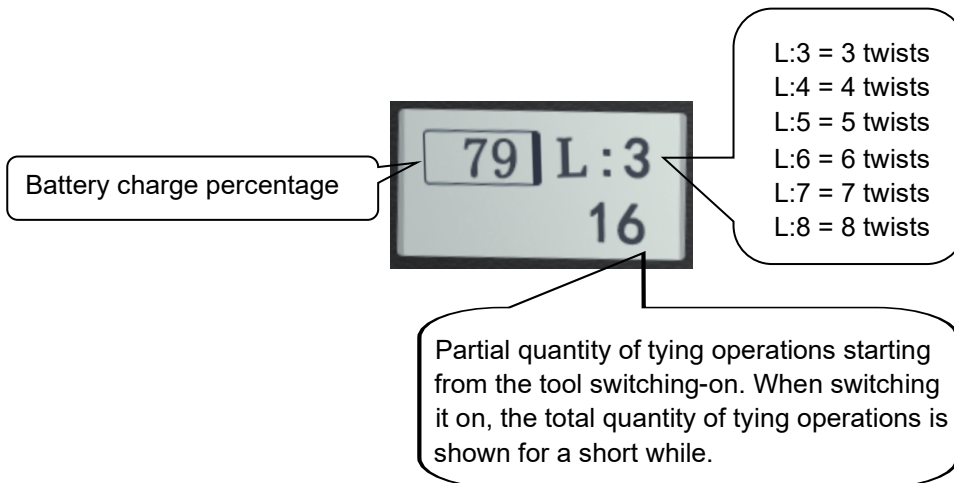 L:3 = 3 twists
L:4 = 4 twists
L:5 = 5 twists
L:6 = 6 twists
L:7 = 7 twists
L:8 = 8 twists
79 L:3
16
Battery charge percentage
Partial quantity of tying operations starting
from the tool switching-on. When switching
it on, the total quantity of tying operations is
shown for a short while.